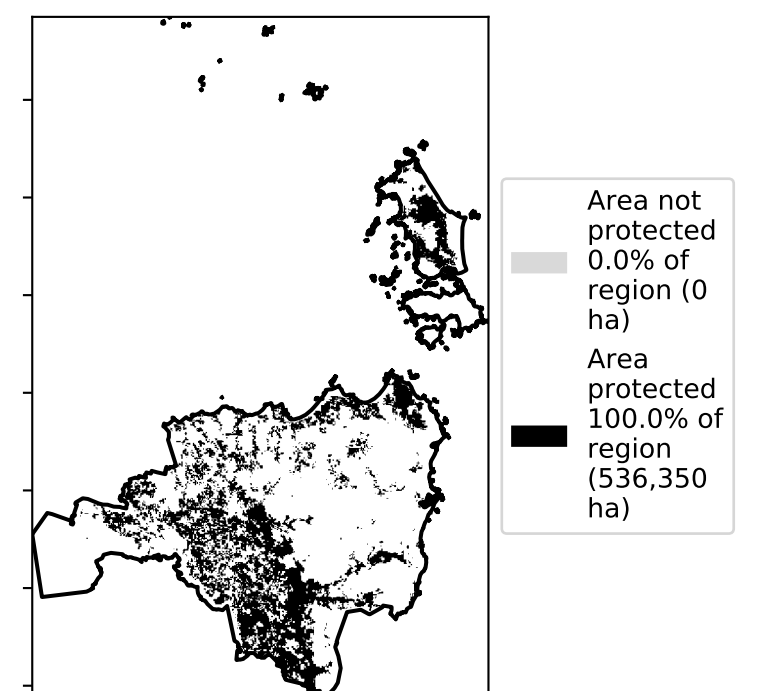 Area not
protected
0.0% of
region (0
ha)
Area
protected
100.0% of
region
(536,350
ha)